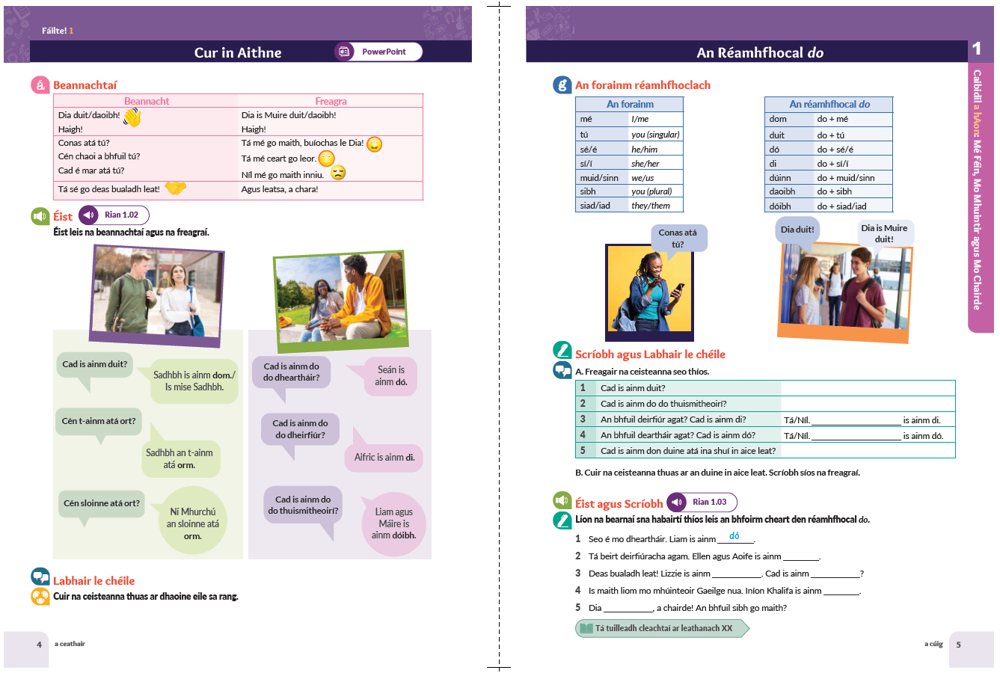 Fáilte! 1
Cur in Aithne
PowerPoint
á Beannachtaí
Beannacht Freagra
Dia duit/daoibh! Dia is Muire duit/daoibh!
Haigh! Haigh!
Conas atá tú? Tá mé go maith, buíochas le Dia!
Cén chaoi a bhfuil tú? Tá mé ceart go leor.
Cad é mar atá tú? Níl mé go maith inniu.
Tá sé go deas bualadh leat! Agus leatsa, a chara!
Éist Rian 1.02
Éist leis na beannachtaí agus na freagraí.
Cad is ainm duit?
Sadhbh is ainm dom./
Is mise Sadhbh.
Cén t-ainm atá ort?
Sadhbh an t-ainm
atá orm.
Cén sloinne atá ort?
Ní Mhurchú
an sloinne atá
orm.
Cad is ainm do
do dheartháir?
Seán is
ainm dó.
Cad is ainm do
do dheirfiúr?
Aifric is ainm di.
Cad is ainm do
do thuismitheoirí?
Liam agus
Máire is
ainm dóibh.
Labhair le chéile
Cuir na ceisteanna thuas ar dhaoine eile sa rang.
4 a ceathair
An Réamhfhocal do
1
Caibidil a hAon: Mé Féin, Mo Mhuintir agus Mo Chairde
g An forainm réamhfhoclach
An forainm
mé I/me
tú you (singular)
sé/é he/him
sí/í she/her
muid/sinn we/us
sibh you (plural)
siad/iad they/them
An réamhfhocal do
dom do + mé
duit do + tú
dó do + sé/é
di do + sí/í
dúinn do + muid/sinn
daoibh do + sibh
dóibh do + siad/iad
Conas atá
tú?
Dia duit!
Dia is Muire
duit!
Scríobh agus Labhair le chéile
A. Freagair na ceisteanna seo thíos.
1 Cad is ainm duit?
2 Cad is ainm do do thuismitheoirí?
3 An bhfuil deirfiúr agat? Cad is ainm di? Tá/Níl. ____________________ is ainm di.
4 An bhfuil deartháir agat? Cad is ainm dó? Tá/Níl. ____________________ is ainm dó.
5 Cad is ainm don duine atá ina shuí in aice leat?
B. Cuir na ceisteanna thuas ar an duine in aice leat. Scríobh síos na freagraí.
Éist agus Scríobh Rian 1.03
Líon na bearnaí sna habairtí thíos leis an bhfoirm cheart den réamhfhocal do.
1 Seo é mo dheartháir. Liam is ainm dó.
2 Tá beirt deirfiúracha agam. Ellen agus Aoife is ainm ________.
3 Deas bualadh leat! Lizzie is ainm ___________. Cad is ainm ___________?
4 Is maith liom mo mhúinteoir Gaeilge nua. Iníon Khalifa is ainm ________.
5 Dia ___________, a chairde! An bhfuil sibh go maith?
Tá tuilleadh cleachtaí ar leathanach XX
a cúig 5